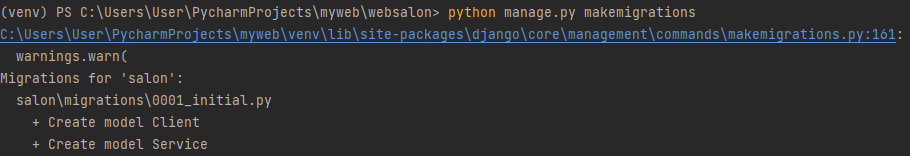 (venv) PS C:\Users\User\PycharmProjects\myweb\websalon> python manage.py makemigrations
C:\Users\User\PycharmProjects\myweb\venv\lib\site-packages\django\core\management\commands\makemigrations.py:161:
  warnings.warn(
Migrations for 'salon':
  salon\migrations\0001_initial.py
    + Create model Client
    + Create model Service